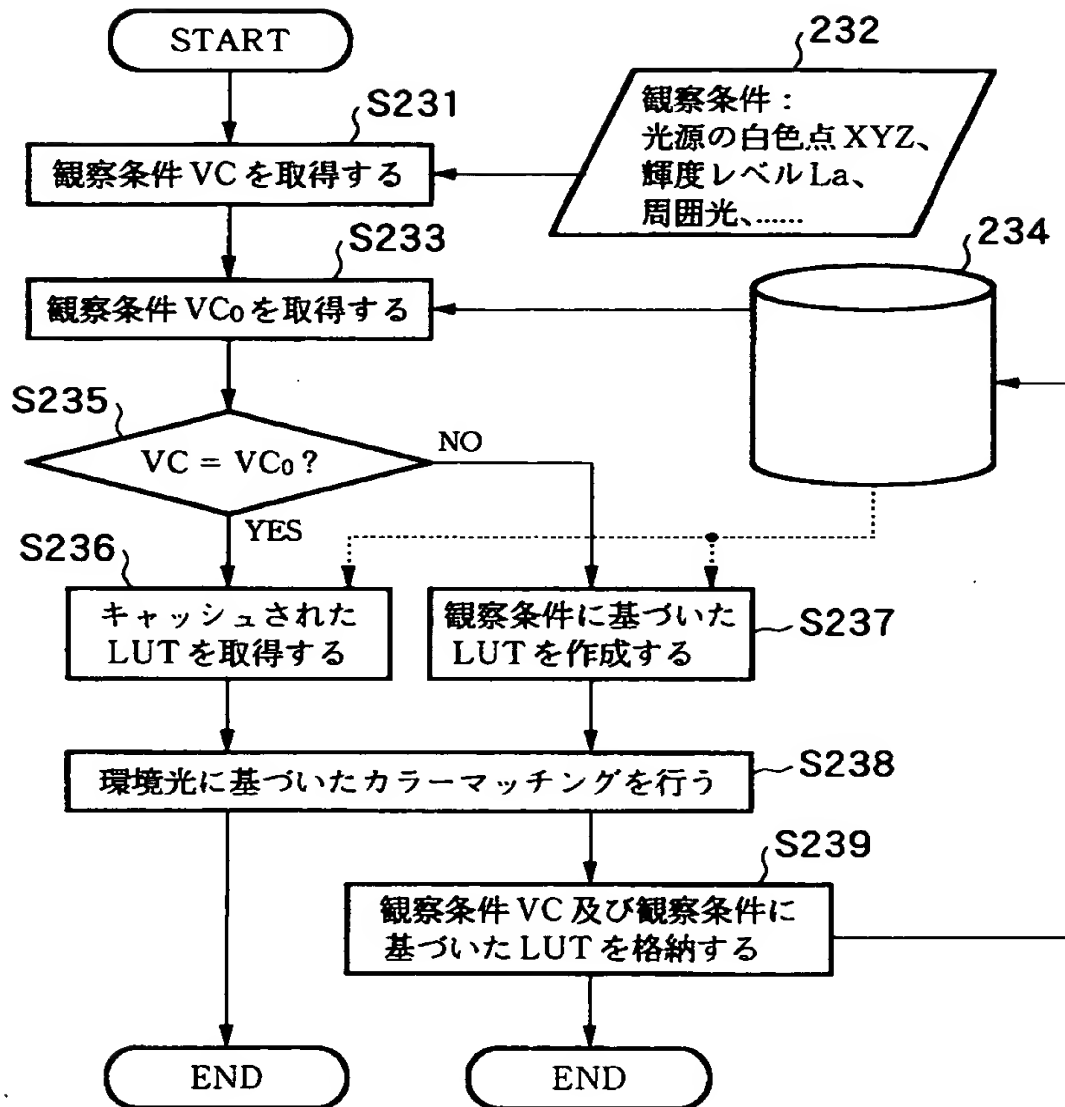 START
232
観察条件：
光源の白色点XYZ、
輝度レベルLa、
周囲光、……
S231
観察条件VCを取得する
S233
観察条件VC₀を取得する
234
S235
VC = VC₀ ?
NO
YES
S236
キャッシュされた
LUTを取得する
観察条件に基づいた
LUTを作成する
S237
環境光に基づいたカラーマッチングを行う
S238
S239
観察条件VC及び観察条件に
基づいたLUTを格納する
END
END